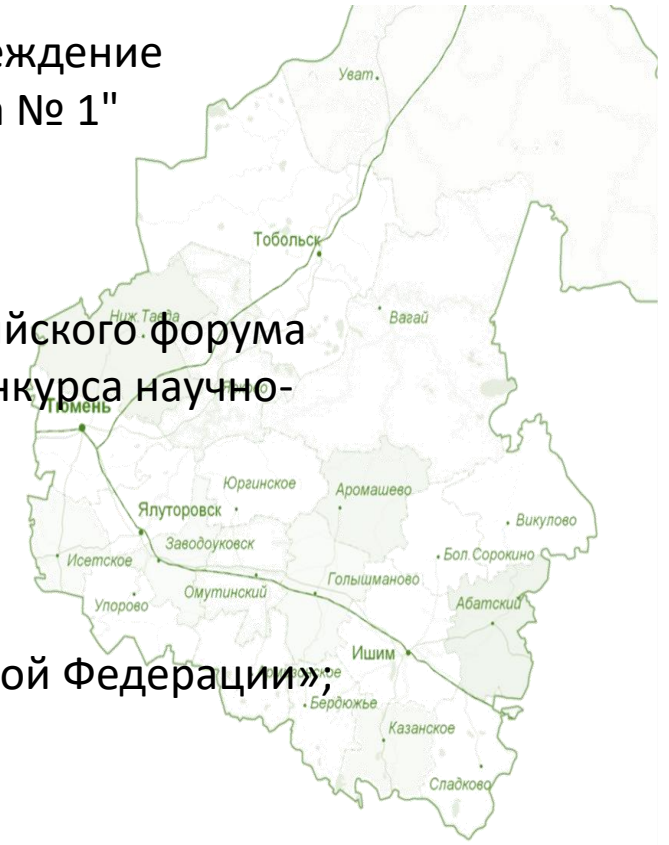 еждение
а № 1"
Уват
Тобольск
Ниж.Тавда
Вагай
йского форума
нкурса научно-
Тюмень
Юргинское
Аромашево
Ялуторовск
Викулово
Заводоуковск
Бол.Сорокино
Исетское
Голышманово
Омутинский
Упорово
Абатский
Ишим
ой Федерации»;
Бердюжье
Казанское
Сладково